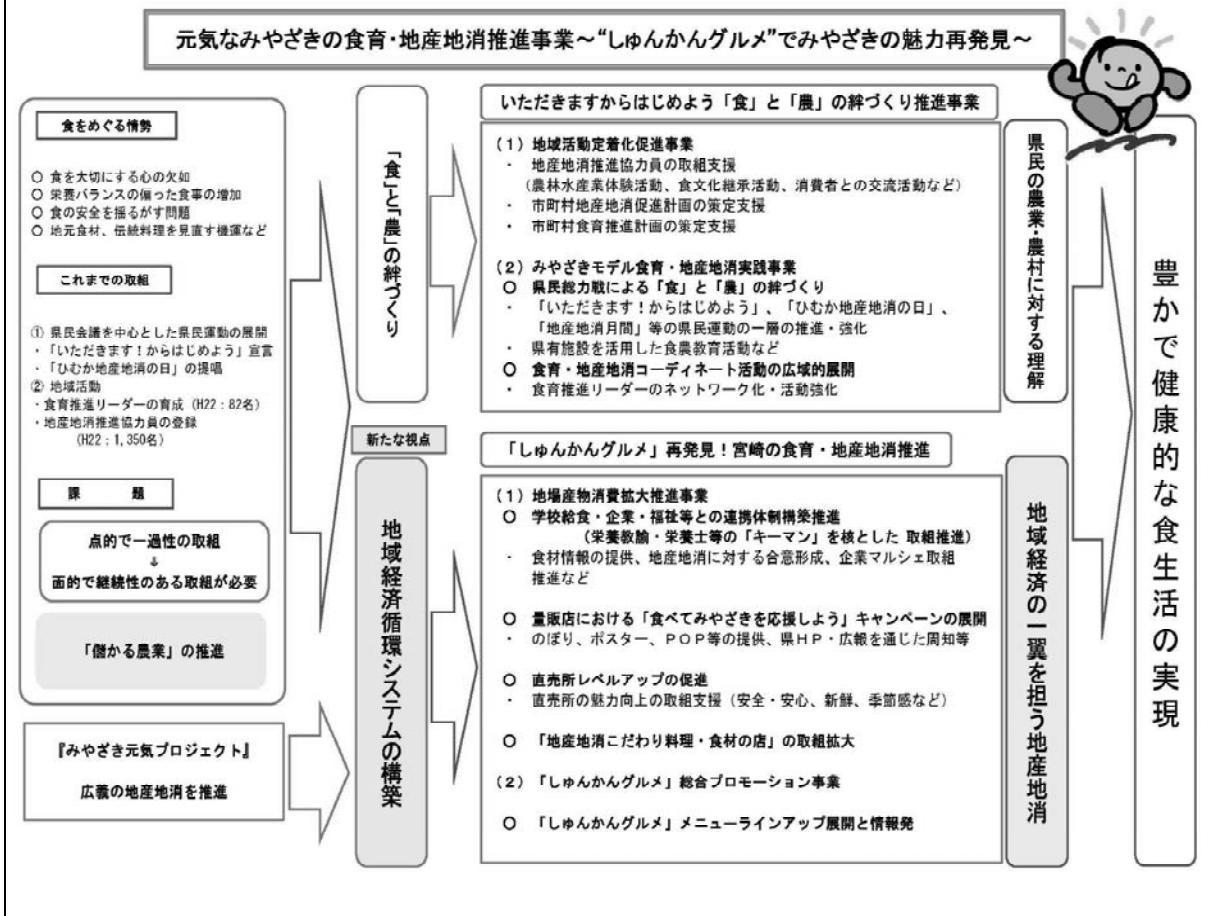 元気なみやざきの食育・地産地消推進事業～“しゅんかんグルメ”でみやざきの魅力再発見～
食をめぐる情勢
○ 食を大切にする心の欠如
○ 栄養バランスの偏った食事の増加
○ 食の安全を揺るがす問題
○ 地元食材、伝統料理を見直す機運など
これまでの取組
① 県民会議を中心とした県民運動の展開
・「いただきます！からはじめよう」宣言
・「ひむか地産地消の日」の提唱
② 地域活動
・食育推進リーダーの育成（H22：82名）
・地産地消推進協力員の登録
（H22：1,350名）
課　題
点的で一過性の取組
↓
面的で継続性のある取組が必要
「儲かる農業」の推進
『みやざき元気プロジェクト』
広義の地産地消を推進
「食」と「農」の絆づくり
新たな視点
地域経済循環システムの構築
いただきますからはじめよう「食」と「農」の絆づくり推進事業
（１）地域活動定着化促進事業
・ 地産地消推進協力員の取組支援
（農林水産業体験活動、食文化継承活動、消費者との交流活動など）
・ 市町村地産地消促進計画の策定支援
・ 市町村食育推進計画の策定支援
（２）みやざきモデル食育・地産地消実践事業
○ 県民総力戦による「食」と「農」の絆づくり
・ 「いただきます！からはじめよう」、「ひむか地産地消の日」、
「地産地消月間」等の県民運動の一層の推進・強化
・ 県有施設を活用した食農教育活動など
○ 食育・地産地消コーディネート活動の広域的展開
・ 食育推進リーダーのネットワーク化・活動強化
「しゅんかんグルメ」再発見！宮崎の食育・地産地消推進
（１）地場産物消費拡大推進事業
○ 学校給食・企業・福祉等との連携体制構築推進
（栄養教諭・栄養士等の「キーマン」を核とした 取組推進）
・ 食材情報の提供、地産地消に対する合意形成、企業マルシェ取組
推進など
○ 量販店における「食べてみやざきを応援しよう」キャンペーンの展開
・ のぼり、ポスター、ＰＯＰ等の提供、県ＨＰ・広報を通じた周知等
○ 直売所レベルアップの促進
・ 直売所の魅力向上の取組支援（安全・安心、新鮮、季節感など）
○ 「地産地消こだわり料理・食材の店」の取組拡大
（２）「しゅんかんグルメ」総合プロモーション事業
○ 「しゅんかんグルメ」メニューラインアップ展開と情報発
県民の農業・農村に対する理解
地域経済の一翼を担う地産地消
豊かで健康的な食生活の実現